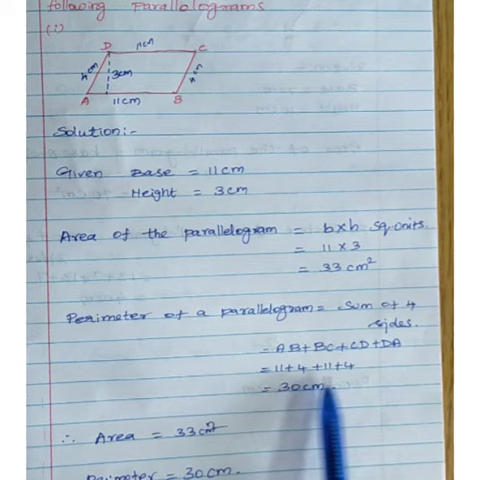 following Parallelograms
(i)
D 11cm C
4cm 3cm 4cm
A 11cm B
Solution:-
Given Base = 11cm
Height = 3cm
Area of the parallelogram = b×h sq.units.
= 11 × 3
= 33 cm²
Perimeter of a parallelogram = Sum of 4
sides.
= AB+BC+CD+DA
= 11+4+11+4
= 30cm.
∴ Area = 33cm²
Perimeter = 30cm.